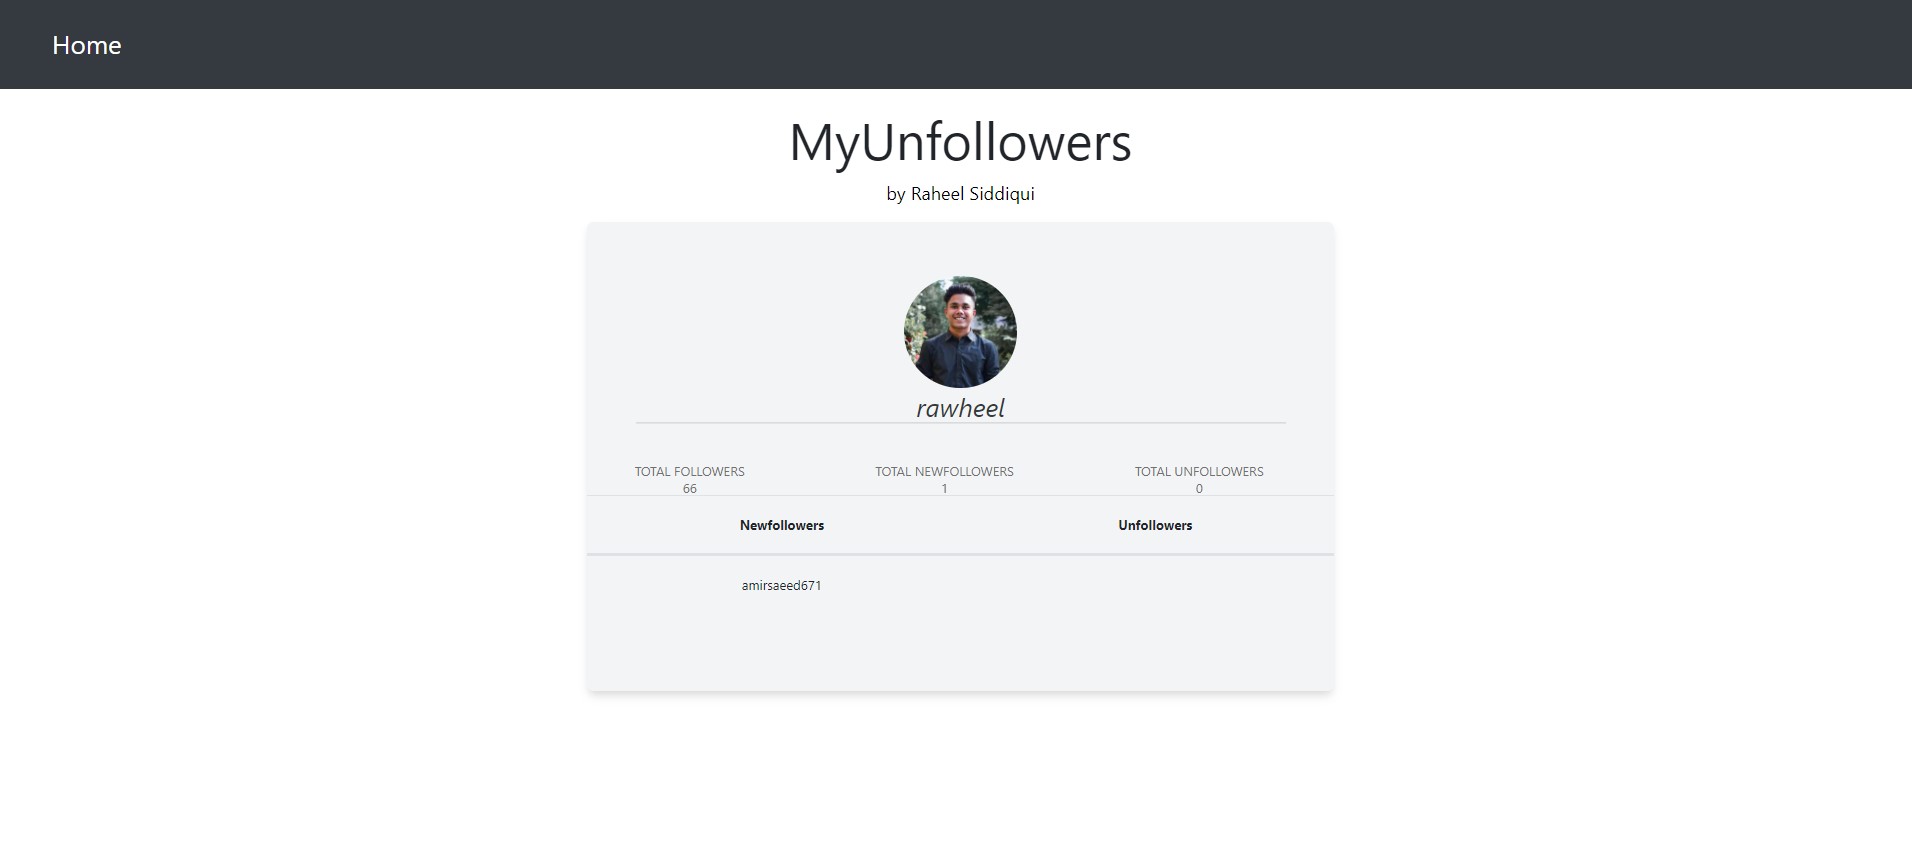 Home
MyUnfollowers
by Raheel Siddiqui
rawheel
TOTAL FOLLOWERS TOTAL NEWFOLLOWERS TOTAL UNFOLLOWERS
66 1 0
Newfollowers Unfollowers
amirsaeed671